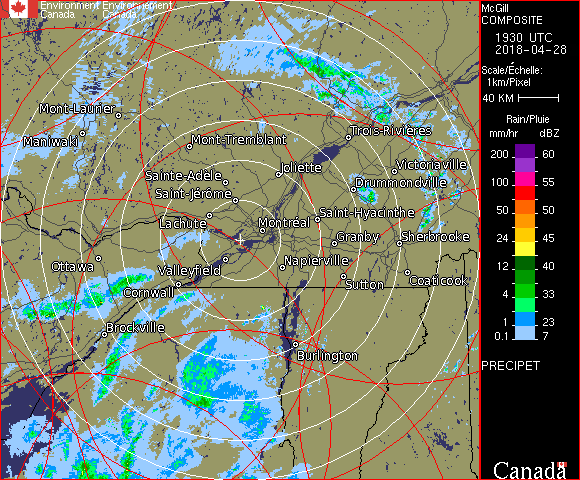 Environment Environnement
Canada Canada
McGill
COMPOSITE
1930 UTC
2018-04-28
Scale/Échelle:
1km/Pixel
40 KM
Rain/Pluie
mm/hr dBZ
200 60
150 57
100 55
50 50
24 45
12 40
4 33
1 23
0.1 7
PRECIPET
Canada
Mont-Laurier
Maniwaki
Mont-Tremblant
Trois-Rivières
Sainte-Adèle
Joliette
Victoriaville
Saint-Jérôme
Drummondville
Lachute
Montréal
Saint-Hyacinthe
Granby
Sherbrooke
Ottawa
Valleyfield
Napierville
Sutton
Coaticook
Cornwall
Brockville
Burlington